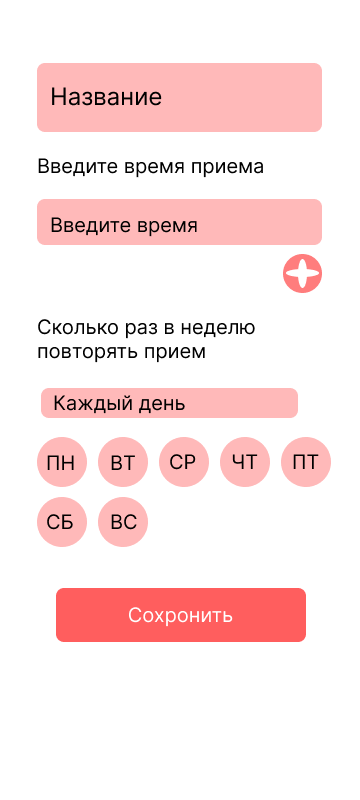 Название
Введите время приема
Введите время
Сколько раз в неделю
повторять прием
Каждый день
ПН ВТ СР ЧТ ПТ
СБ ВС
Сохронить